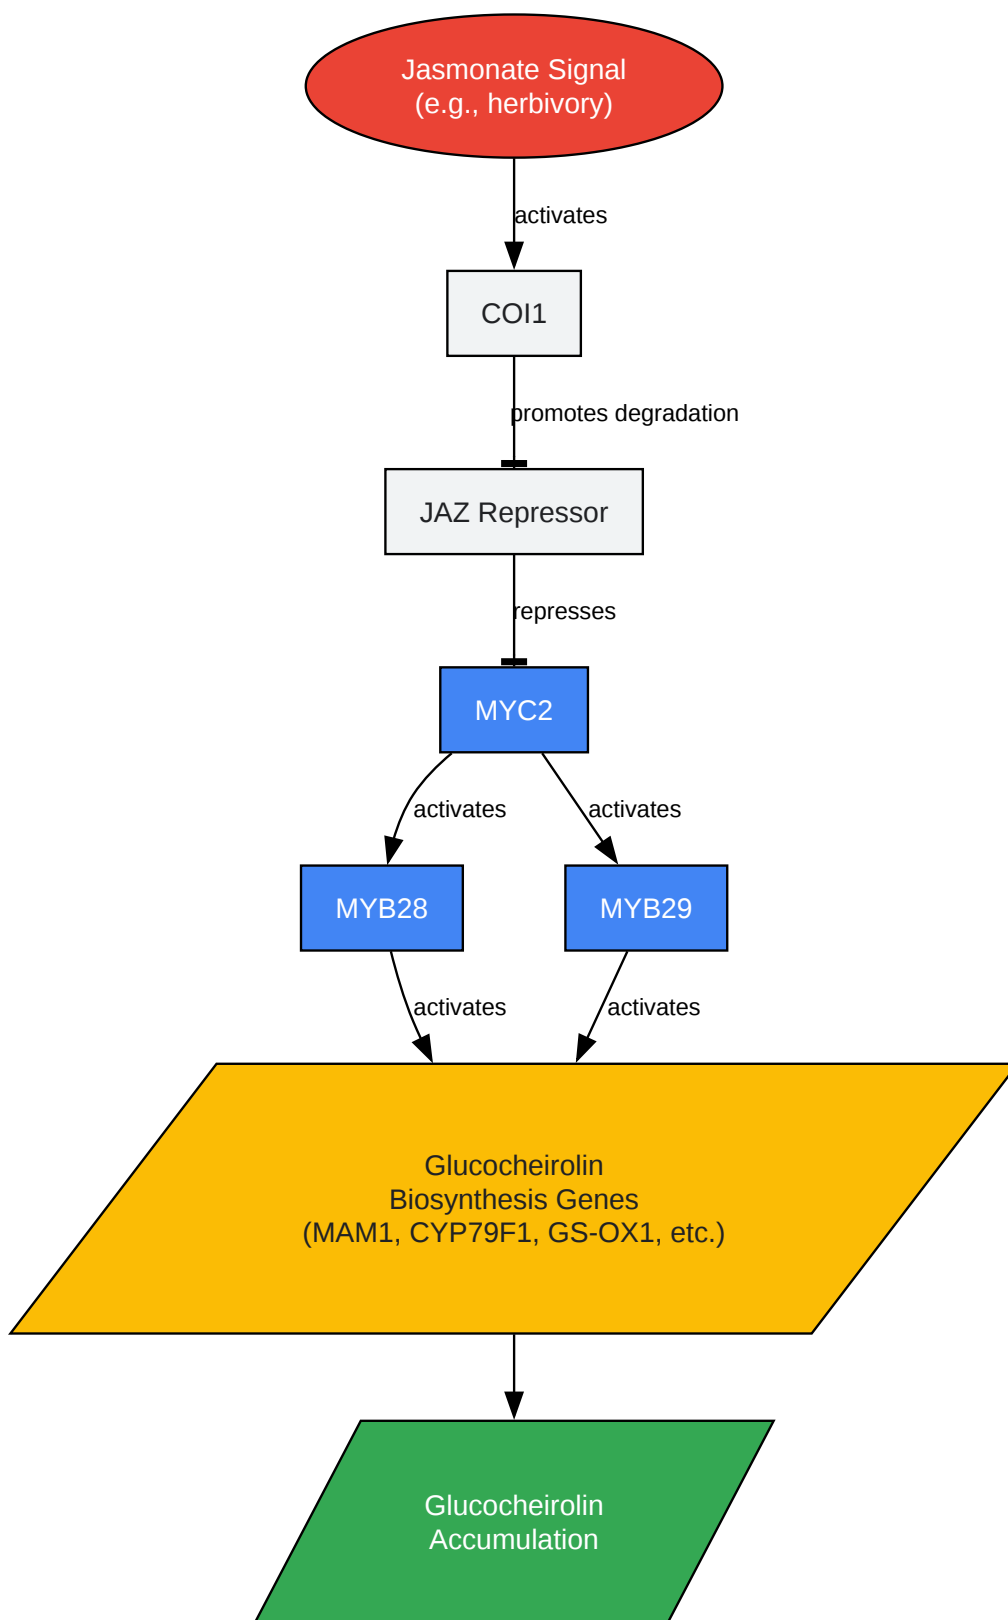 Jasmonate Signal
(e.g., herbivory)
activates
COI1
promotes degradation
JAZ Repressor
represses
MYC2
activates
activates
MYB28
MYB29
activates
activates
Glucocheirolin
Biosynthesis Genes
(MAM1, CYP79F1, GS-OX1, etc.)
Glucocheirolin
Accumulation